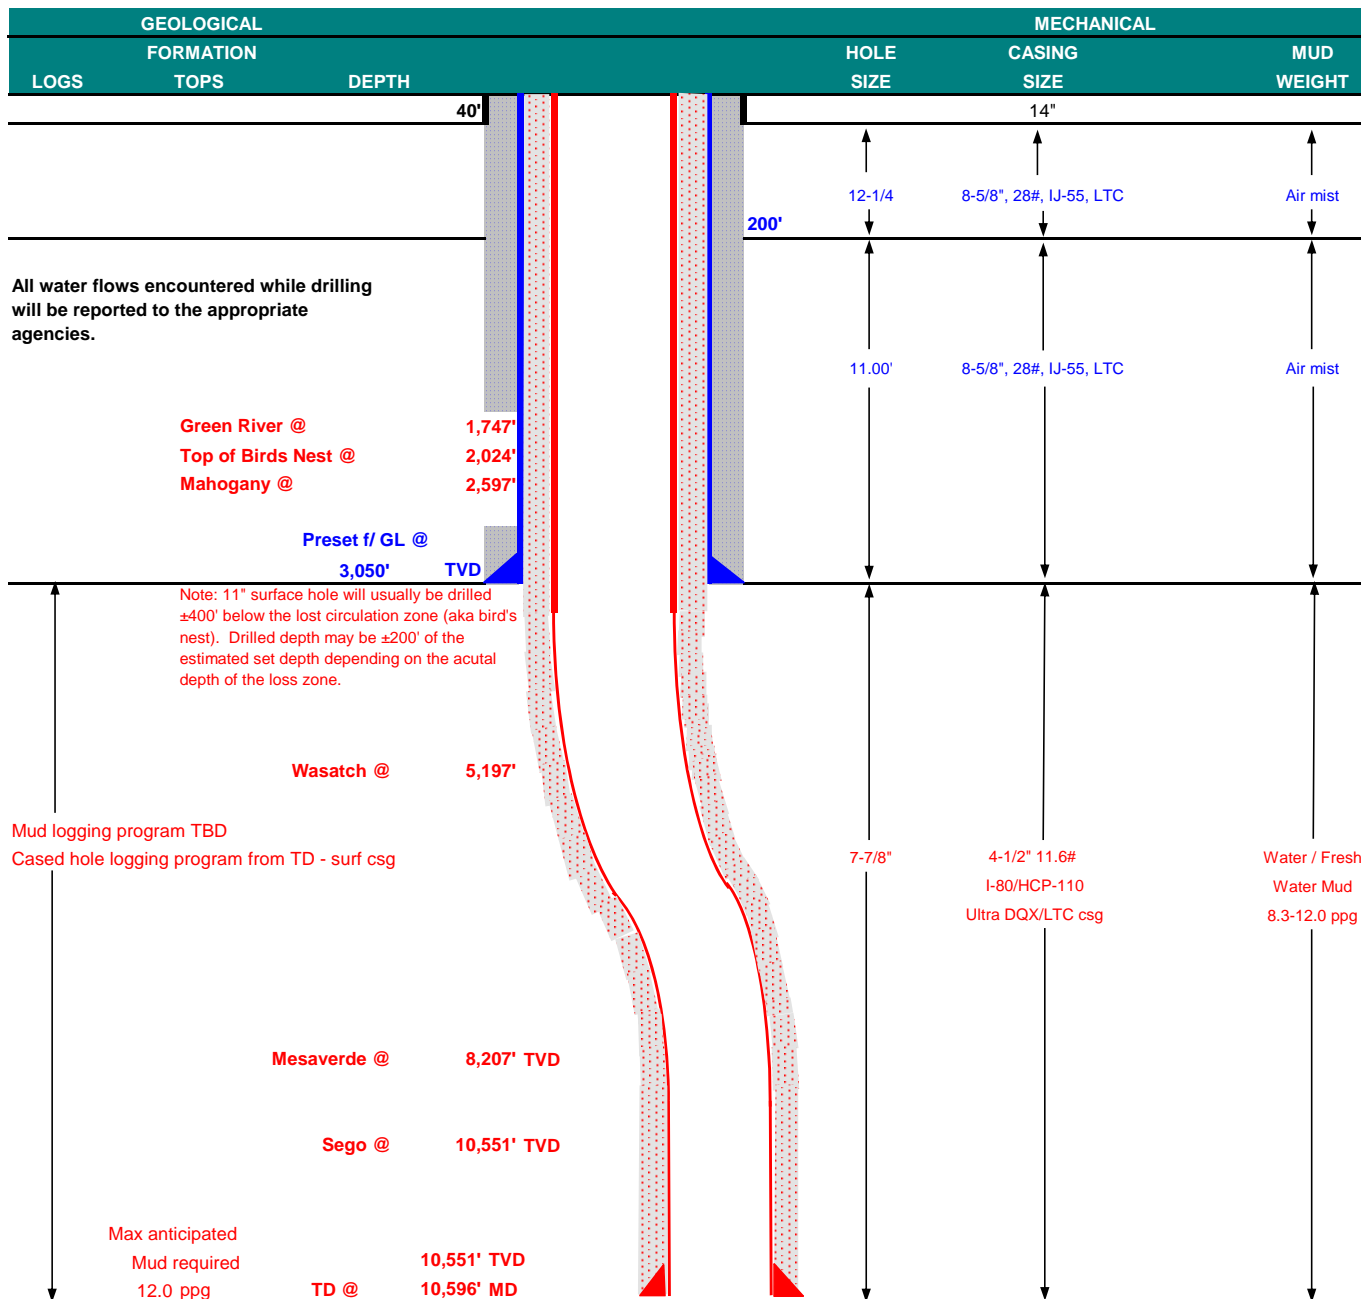 GEOLOGICAL MECHANICAL
FORMATION HOLE CASING MUD
LOGS TOPS DEPTH SIZE SIZE WEIGHT
40' 14"
12-1/4 8-5/8", 28#, IJ-55, LTC Air mist
200'
All water flows encountered while drilling
will be reported to the appropriate
agencies.
11.00' 8-5/8", 28#, IJ-55, LTC Air mist
Green River @ 1,747'
Top of Birds Nest @ 2,024'
Mahogany @ 2,597'
Preset f/ GL @
3,050' TVD
Note: 11" surface hole will usually be drilled
±400' below the lost circulation zone (aka bird's
nest). Drilled depth may be ±200' of the
estimated set depth depending on the acutal
depth of the loss zone.
Wasatch @ 5,197'
Mud logging program TBD
Cased hole logging program from TD - surf csg
7-7/8" 4-1/2" 11.6# Water / Fresh
I-80/HCP-110 Water Mud
Ultra DQX/LTC csg 8.3-12.0 ppg
Mesaverde @ 8,207' TVD
Sego @ 10,551' TVD
Max anticipated
Mud required 10,551' TVD
12.0 ppg TD @ 10,596' MD